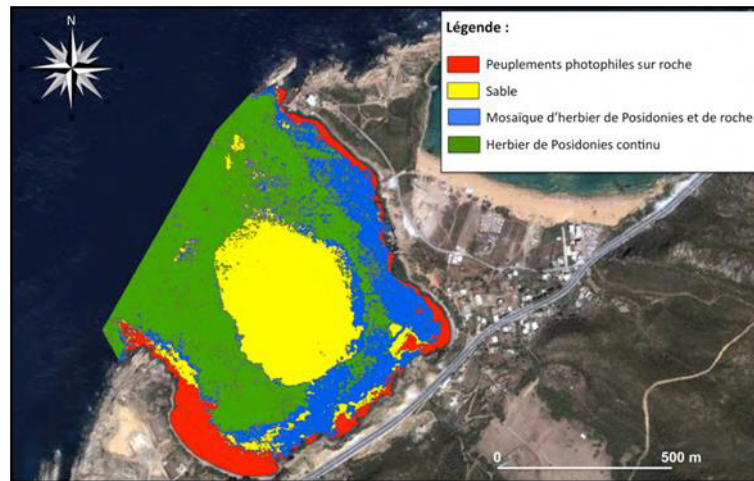 N
Légende :
Peuplements photophiles sur roche
Sable
Mosaïque d'herbier de Posidonies et de roche
Herbier de Posidonies continu
0 500 m